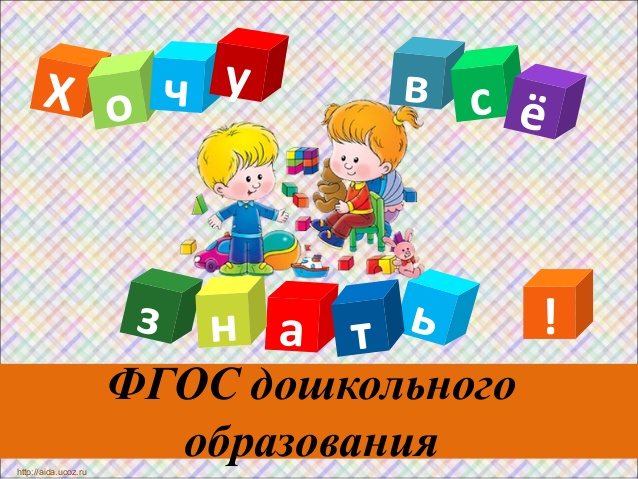 Хочу всё
знать!
ФГОС дошкольного
образования
http://aida.ucoz.ru